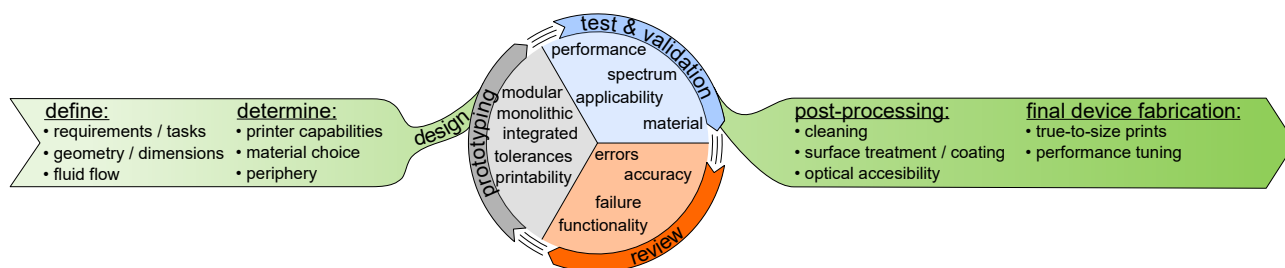 define:
• requirements / tasks
• geometry / dimensions
• fluid flow
determine:
• printer capabilities
• material choice
• periphery
design
prototyping
modular
monolithic
integrated
tolerances
printability
test & validation
performance
spectrum
applicability
material
errors
accuracy
failure
functionality
review
post-processing:
• cleaning
• surface treatment / coating
• optical accesibility
final device fabrication:
• true-to-size prints
• performance tuning